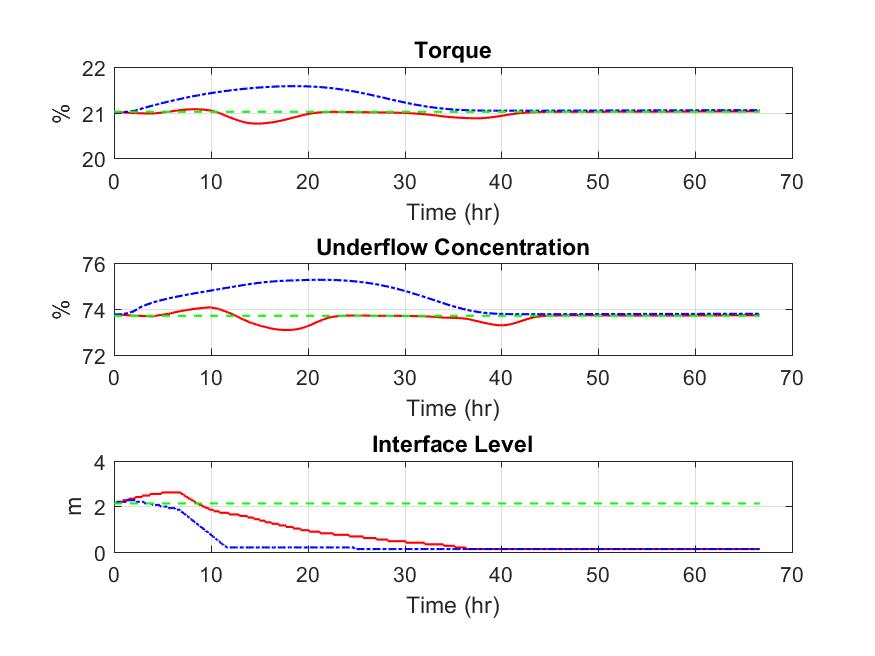 Torque
22
21
20
%
0 10 20 30 40 50 60 70
Time (hr)
Underflow Concentration
76
74
72
%
0 10 20 30 40 50 60 70
Time (hr)
Interface Level
4
2
0
m
0 10 20 30 40 50 60 70
Time (hr)